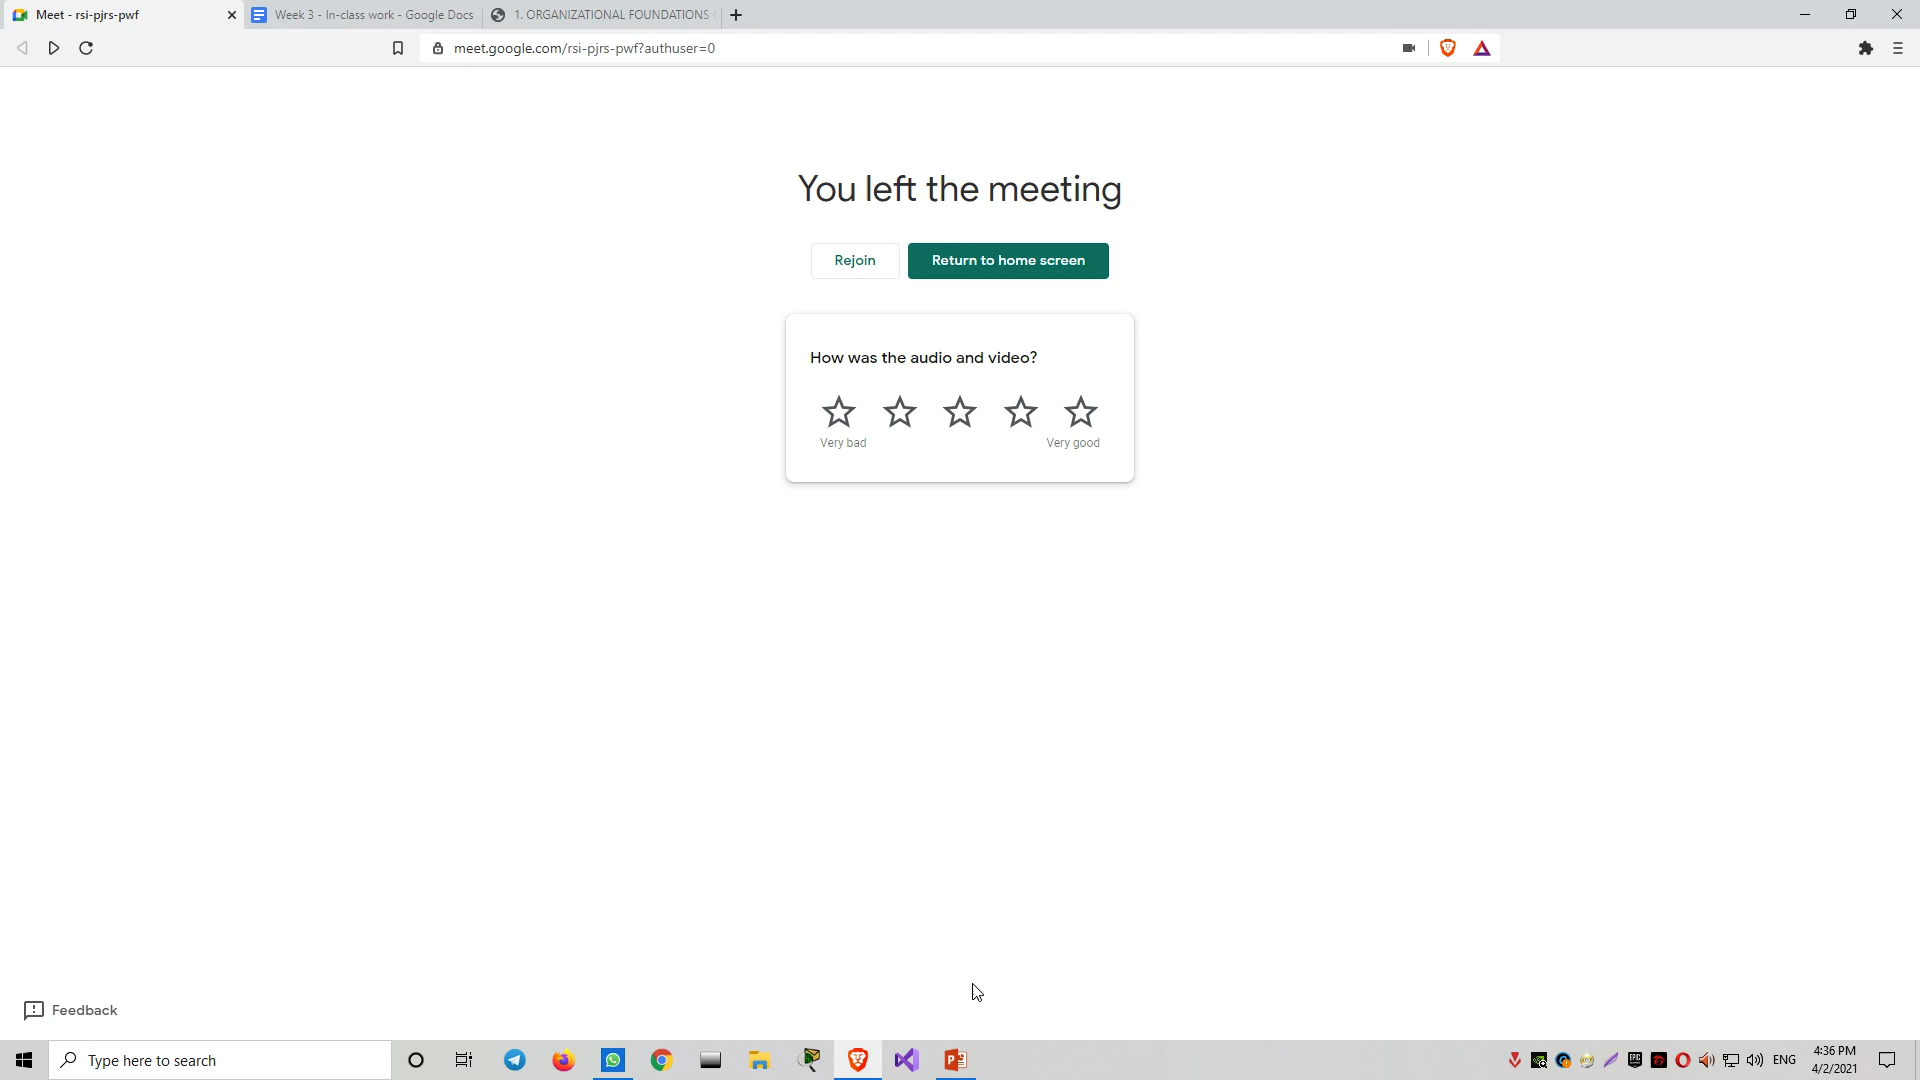 Meet - rsi-pjrs-pwf
Week 3 - In-class work - Google Docs
1. ORGANIZATIONAL FOUNDATIONS
meet.google.com/rsi-pjrs-pwf?authuser=0
You left the meeting
Rejoin
Return to home screen
How was the audio and video?
Very bad
Very good
Feedback
Type here to search
ENG
4:36 PM
4/2/2021